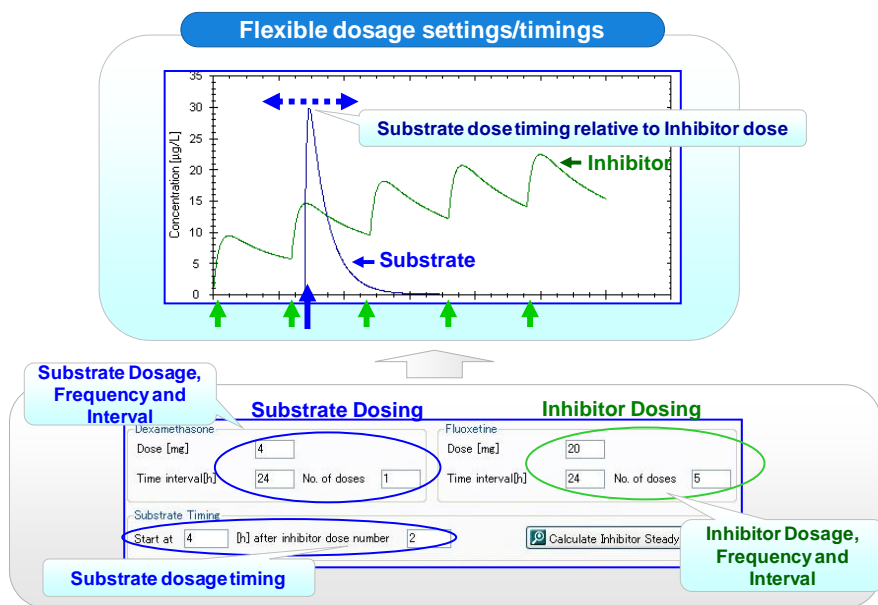 Flexible dosage settings/timings
35
30
25
20
15
10
5
0
Concentration [µg/L]
Substrate dose timing relative to Inhibitor dose
Inhibitor
Substrate
Substrate Dosage,
Frequency and
Interval
Substrate Dosing
Inhibitor Dosing
Dexamethasone
Dose [mg] 4
Time interval[h] 24 No. of doses 1
Fluoxetine
Dose [mg] 20
Time interval[h] 24 No. of doses 5
Substrate Timing
Start at 4 [h] after inhibitor dose number 2
Calculate Inhibitor Steady
Substrate dosage timing
Inhibitor Dosage,
Frequency and
Interval